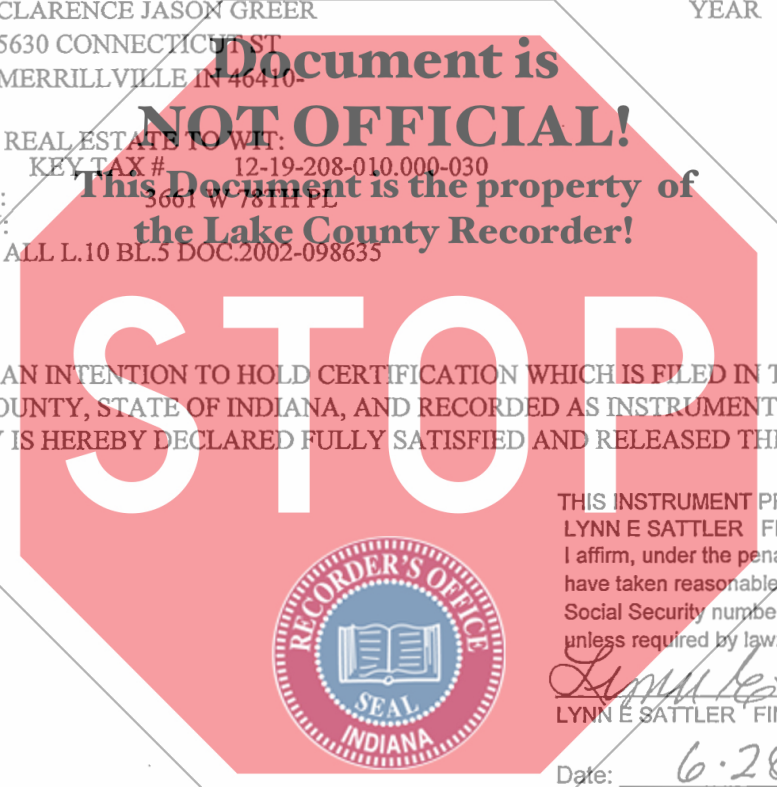 CLARENCE JASON GREER YEAR
5630 CONNECTICUT ST
MERRILLVILLE IN 46410-
Document is
NOT OFFICIAL!
REAL ESTATE TO WIT:
KEY TAX # 12-19-208-010.000-030
This Document is the property of
: 3661 W 78TH PL
the Lake County Recorder!
:
ALL L.10 BL.5 DOC.2002-098635
STOP
AN INTENTION TO HOLD CERTIFICATION WHICH IS FILED IN T
OUNTY, STATE OF INDIANA, AND RECORDED AS INSTRUMENT
Y IS HEREBY DECLARED FULLY SATISFIED AND RELEASED THI
THIS INSTRUMENT PR
LYNN E SATTLER FI
I affirm, under the pena
have taken reasonable
Social Security numbe
unless required by law.
RECORDER'S OFFICE
SEAL
INDIANA
LYNN E SATTLER FIN
Date: 6.28